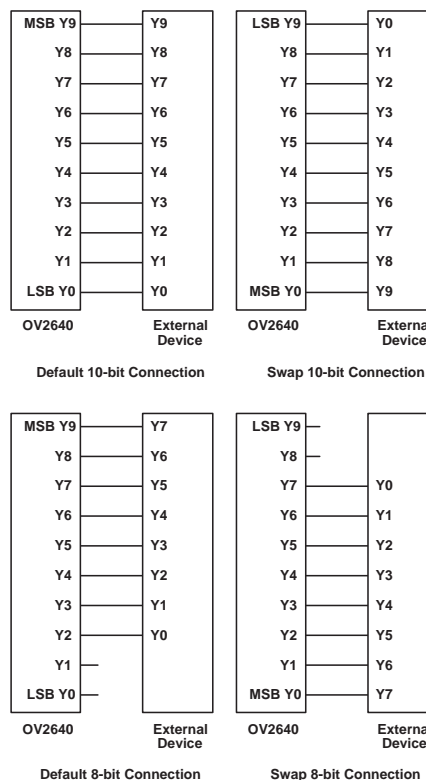 MSB Y9 Y9
Y8 Y8
Y7 Y7
Y6 Y6
Y5 Y5
Y4 Y4
Y3 Y3
Y2 Y2
Y1 Y1
LSB Y0 Y0
OV2640 External
Device
Default 10-bit Connection
LSB Y9 Y0
Y8 Y1
Y7 Y2
Y6 Y3
Y5 Y4
Y4 Y5
Y3 Y6
Y2 Y7
Y1 Y8
MSB Y0 Y9
OV2640 Externa
Device
Swap 10-bit Connection
MSB Y9 Y7
Y8 Y6
Y7 Y5
Y6 Y4
Y5 Y3
Y4 Y2
Y3 Y1
Y2 Y0
Y1
LSB Y0
OV2640 External
Device
Default 8-bit Connection
LSB Y9
Y8
Y7 Y0
Y6 Y1
Y5 Y2
Y4 Y3
Y3 Y4
Y2 Y5
Y1 Y6
MSB Y0 Y7
OV2640 Externa
Device
Swap 8-bit Connection